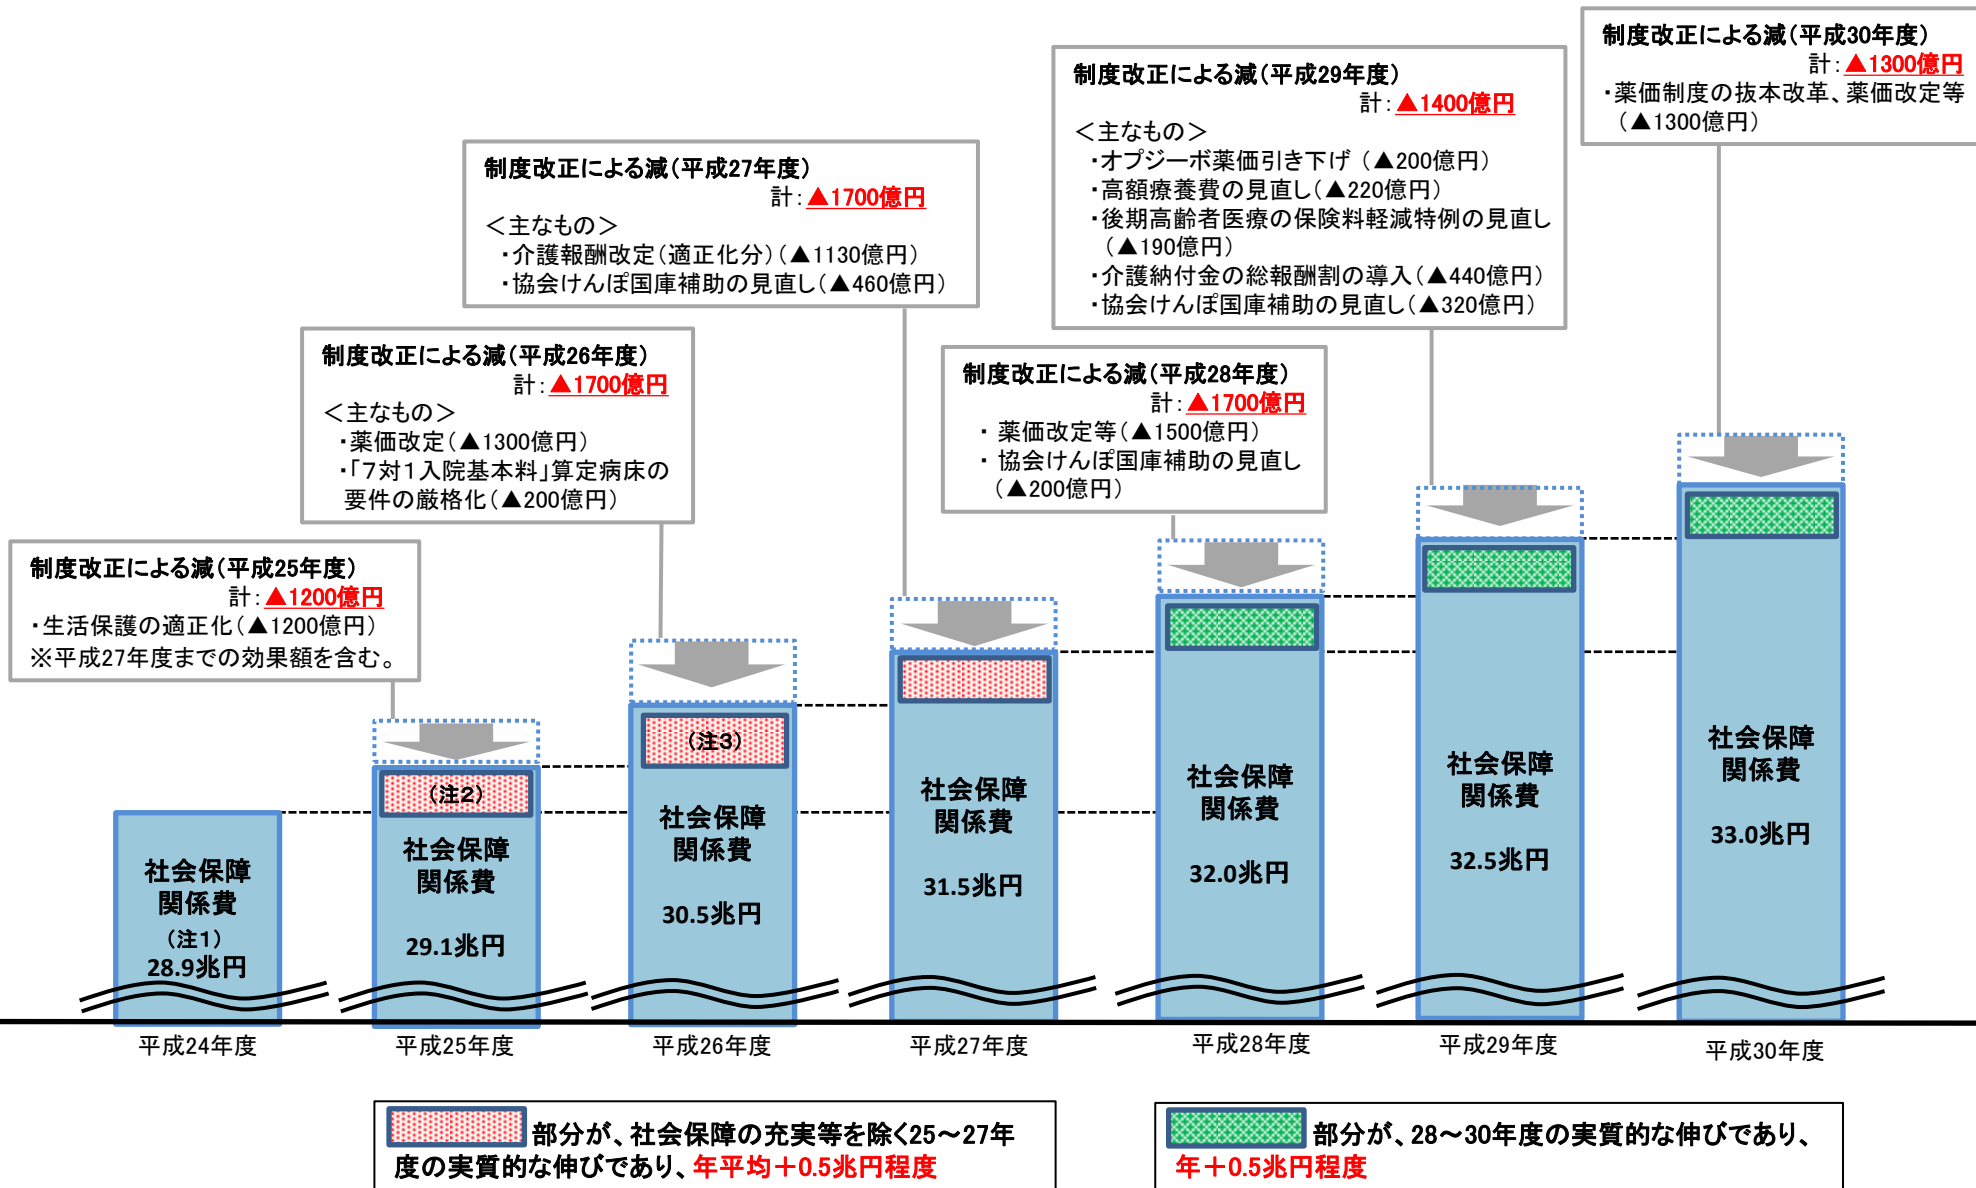 制度改正による減（平成30年度）
計：▲1300億円
・薬価制度の抜本改革、薬価改定等
（▲1300億円）
制度改正による減（平成29年度）
計：▲1400億円
＜主なもの＞
・オプジーボ薬価引き下げ （▲200億円）
・高額療養費の見直し（▲220億円）
・後期高齢者医療の保険料軽減特例の見直し
（▲190億円）
・介護納付金の総報酬割の導入（▲440億円）
・協会けんぽ国庫補助の見直し（▲320億円）
制度改正による減（平成27年度）
計：▲1700億円
＜主なもの＞
・介護報酬改定（適正化分）（▲1130億円）
・協会けんぽ国庫補助の見直し（▲460億円）
制度改正による減（平成26年度）
計：▲1700億円
＜主なもの＞
・薬価改定（▲1300億円）
・「７対１入院基本料」算定病床の
要件の厳格化（▲200億円）
制度改正による減（平成28年度）
計：▲1700億円
・ 薬価改定等（▲1500億円）
・ 協会けんぽ国庫補助の見直し
（▲200億円）
制度改正による減（平成25年度）
計：▲1200億円
・生活保護の適正化（▲1200億円）
※平成27年度までの効果額を含む。
社会保障
関係費
（注１）
28.9兆円
（注２）
社会保障
関係費
29.1兆円
（注３）
社会保障
関係費
30.5兆円
社会保障
関係費
31.5兆円
社会保障
関係費
32.0兆円
社会保障
関係費
32.5兆円
社会保障
関係費
33.0兆円
平成24年度
平成25年度
平成26年度
平成27年度
平成28年度
平成29年度
平成30年度
部分が、社会保障の充実等を除く25～27年
度の実質的な伸びであり、年平均＋0.5兆円程度
部分が、28～30年度の実質的な伸びであり、
年＋0.5兆円程度